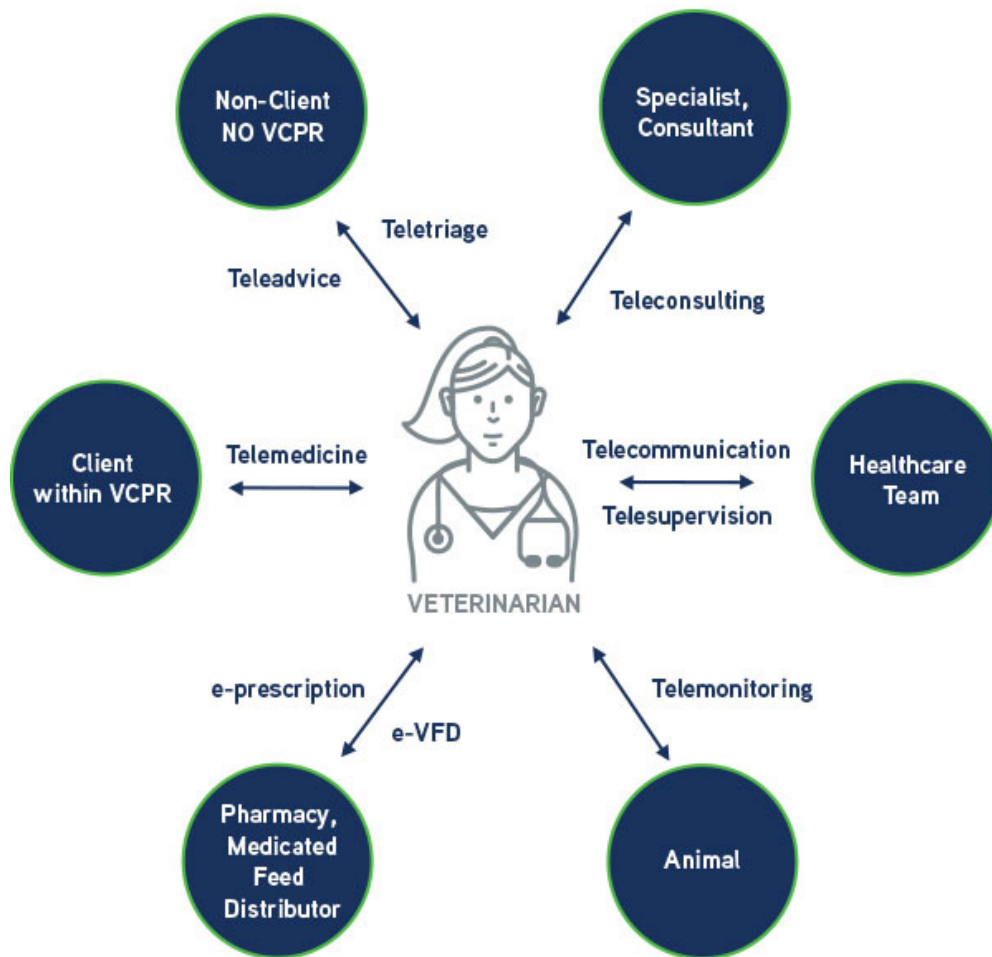 Non-Client
NO VCPR
Specialist,
Consultant
Teletriage
Teleadvice
Teleconsulting
Client
within VCPR
Telemedicine
Telecommunication
Telesupervision
Healthcare
Team
VETERINARIAN
e-prescription
e-VFD
Telemonitoring
Pharmacy,
Medicated
Feed
Distributor
Animal